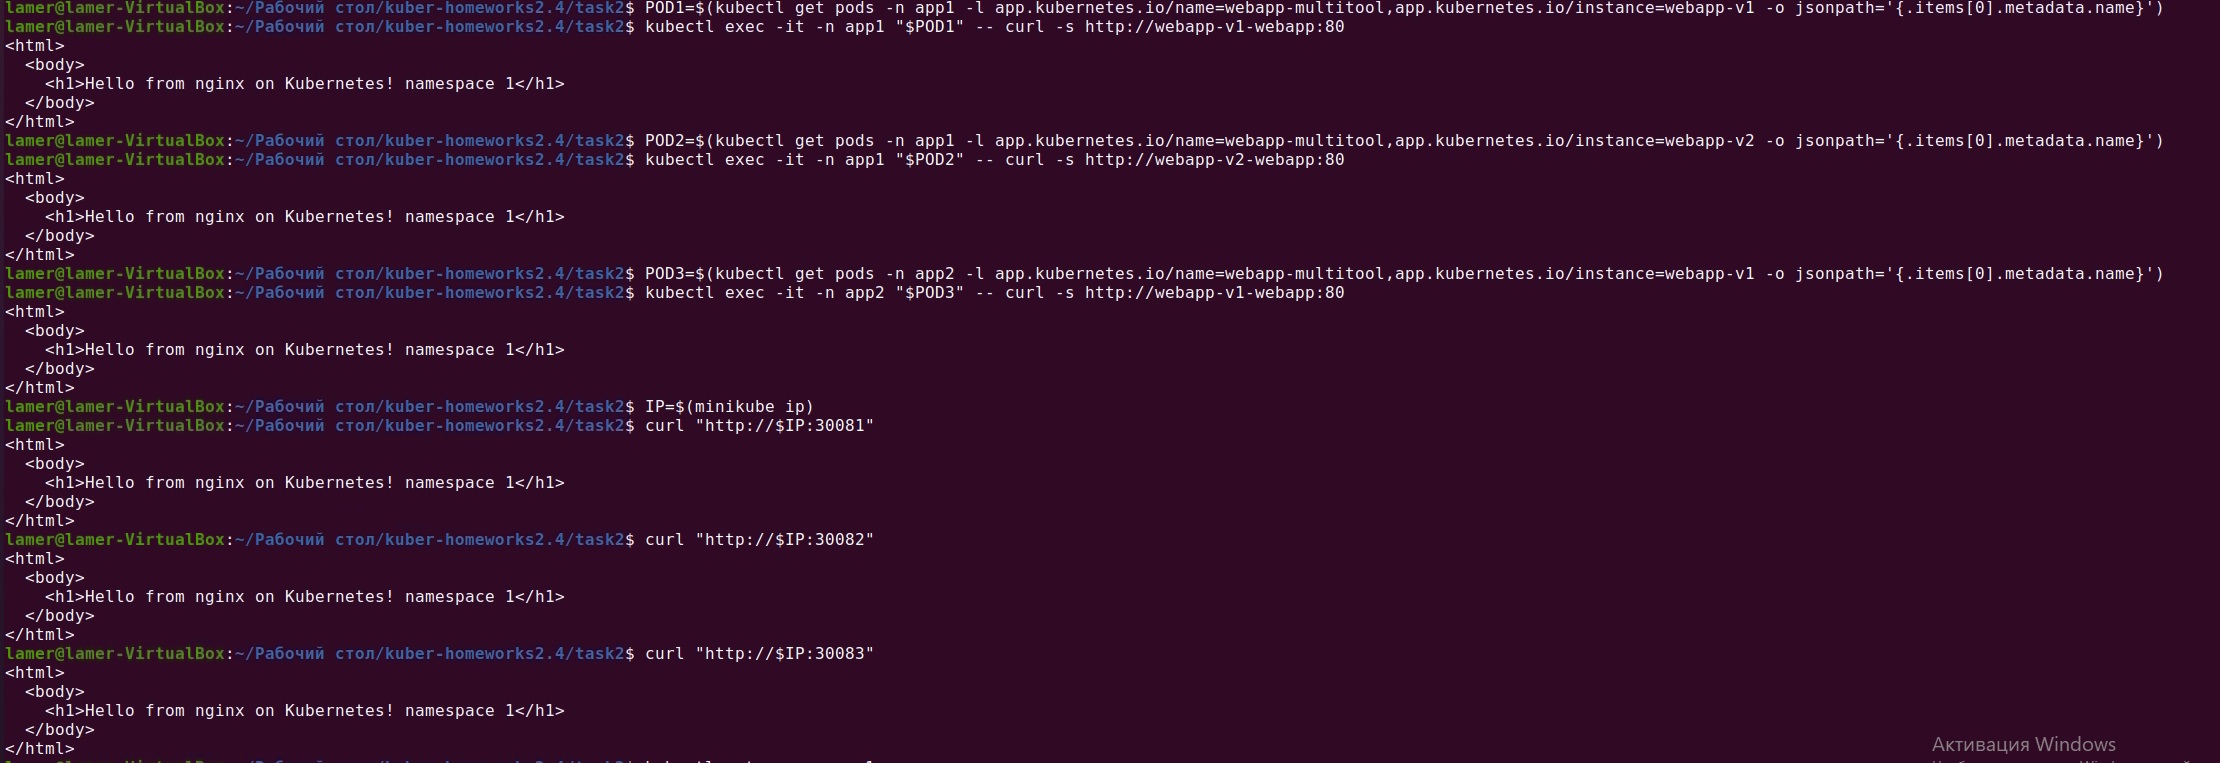 lamer@lamer-VirtualBox:~/Рабочий стол/kuber-homeworks2.4/task2$ POD1=$(kubectl get pods -n app1 -l app.kubernetes.io/name=webapp-multitool,app.kubernetes.io/instance=webapp-v1 -o jsonpath='{.items[0].metadata.name}')
lamer@lamer-VirtualBox:~/Рабочий стол/kuber-homeworks2.4/task2$ kubectl exec -it -n app1 "$POD1" -- curl -s http://webapp-v1-webapp:80
<html>
  <body>
    <h1>Hello from nginx on Kubernetes! namespace 1</h1>
  </body>
</html>
lamer@lamer-VirtualBox:~/Рабочий стол/kuber-homeworks2.4/task2$ POD2=$(kubectl get pods -n app1 -l app.kubernetes.io/name=webapp-multitool,app.kubernetes.io/instance=webapp-v2 -o jsonpath='{.items[0].metadata.name}')
lamer@lamer-VirtualBox:~/Рабочий стол/kuber-homeworks2.4/task2$ kubectl exec -it -n app1 "$POD2" -- curl -s http://webapp-v2-webapp:80
<html>
  <body>
    <h1>Hello from nginx on Kubernetes! namespace 1</h1>
  </body>
</html>
lamer@lamer-VirtualBox:~/Рабочий стол/kuber-homeworks2.4/task2$ POD3=$(kubectl get pods -n app2 -l app.kubernetes.io/name=webapp-multitool,app.kubernetes.io/instance=webapp-v1 -o jsonpath='{.items[0].metadata.name}')
lamer@lamer-VirtualBox:~/Рабочий стол/kuber-homeworks2.4/task2$ kubectl exec -it -n app2 "$POD3" -- curl -s http://webapp-v1-webapp:80
<html>
  <body>
    <h1>Hello from nginx on Kubernetes! namespace 1</h1>
  </body>
</html>
lamer@lamer-VirtualBox:~/Рабочий стол/kuber-homeworks2.4/task2$ IP=$(minikube ip)
lamer@lamer-VirtualBox:~/Рабочий стол/kuber-homeworks2.4/task2$ curl "http://$IP:30081"
<html>
  <body>
    <h1>Hello from nginx on Kubernetes! namespace 1</h1>
  </body>
</html>
lamer@lamer-VirtualBox:~/Рабочий стол/kuber-homeworks2.4/task2$ curl "http://$IP:30082"
<html>
  <body>
    <h1>Hello from nginx on Kubernetes! namespace 1</h1>
  </body>
</html>
lamer@lamer-VirtualBox:~/Рабочий стол/kuber-homeworks2.4/task2$ curl "http://$IP:30083"
<html>
  <body>
    <h1>Hello from nginx on Kubernetes! namespace 1</h1>
  </body>
</html>
Активация Windows